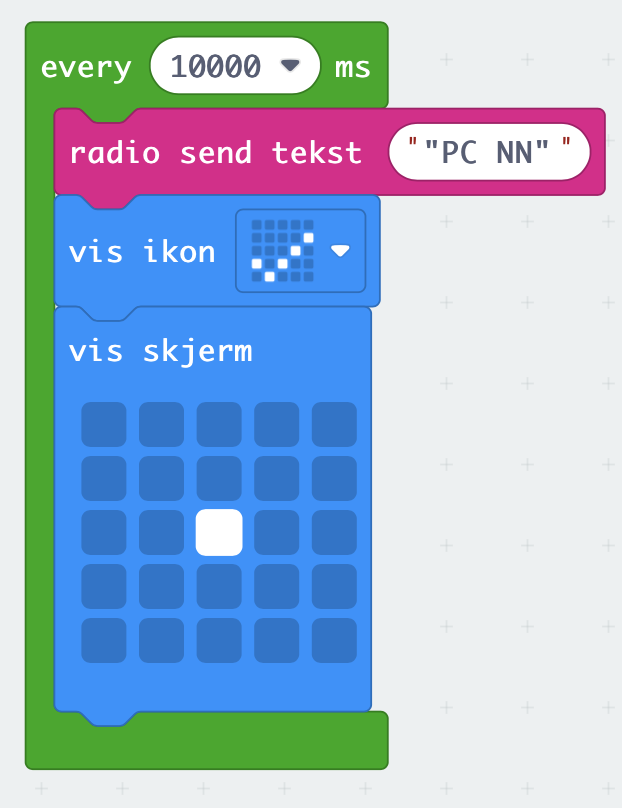 every 10000 ms
radio send tekst ""PC NN""
vis ikon
vis skjerm